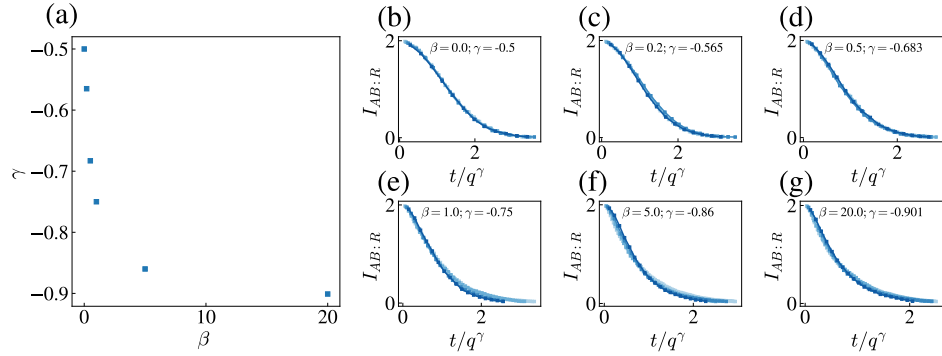 (a)
−0.5
−0.6
−0.7
−0.8
−0.9
γ
0
10
20
β
(b)
β = 0.0; γ = -0.5
2
0
I_{AB:R}
0
2
t/q^γ
(c)
β = 0.2; γ = -0.565
2
0
I_{AB:R}
0
2
t/q^γ
(d)
β = 0.5; γ = -0.683
2
0
I_{AB:R}
0
2
t/q^γ
(e)
β = 1.0; γ = -0.75
2
0
I_{AB:R}
0
2
t/q^γ
(f)
β = 5.0; γ = -0.86
2
0
I_{AB:R}
0
2
t/q^γ
(g)
β = 20.0; γ = -0.901
2
0
I_{AB:R}
0
2
t/q^γ